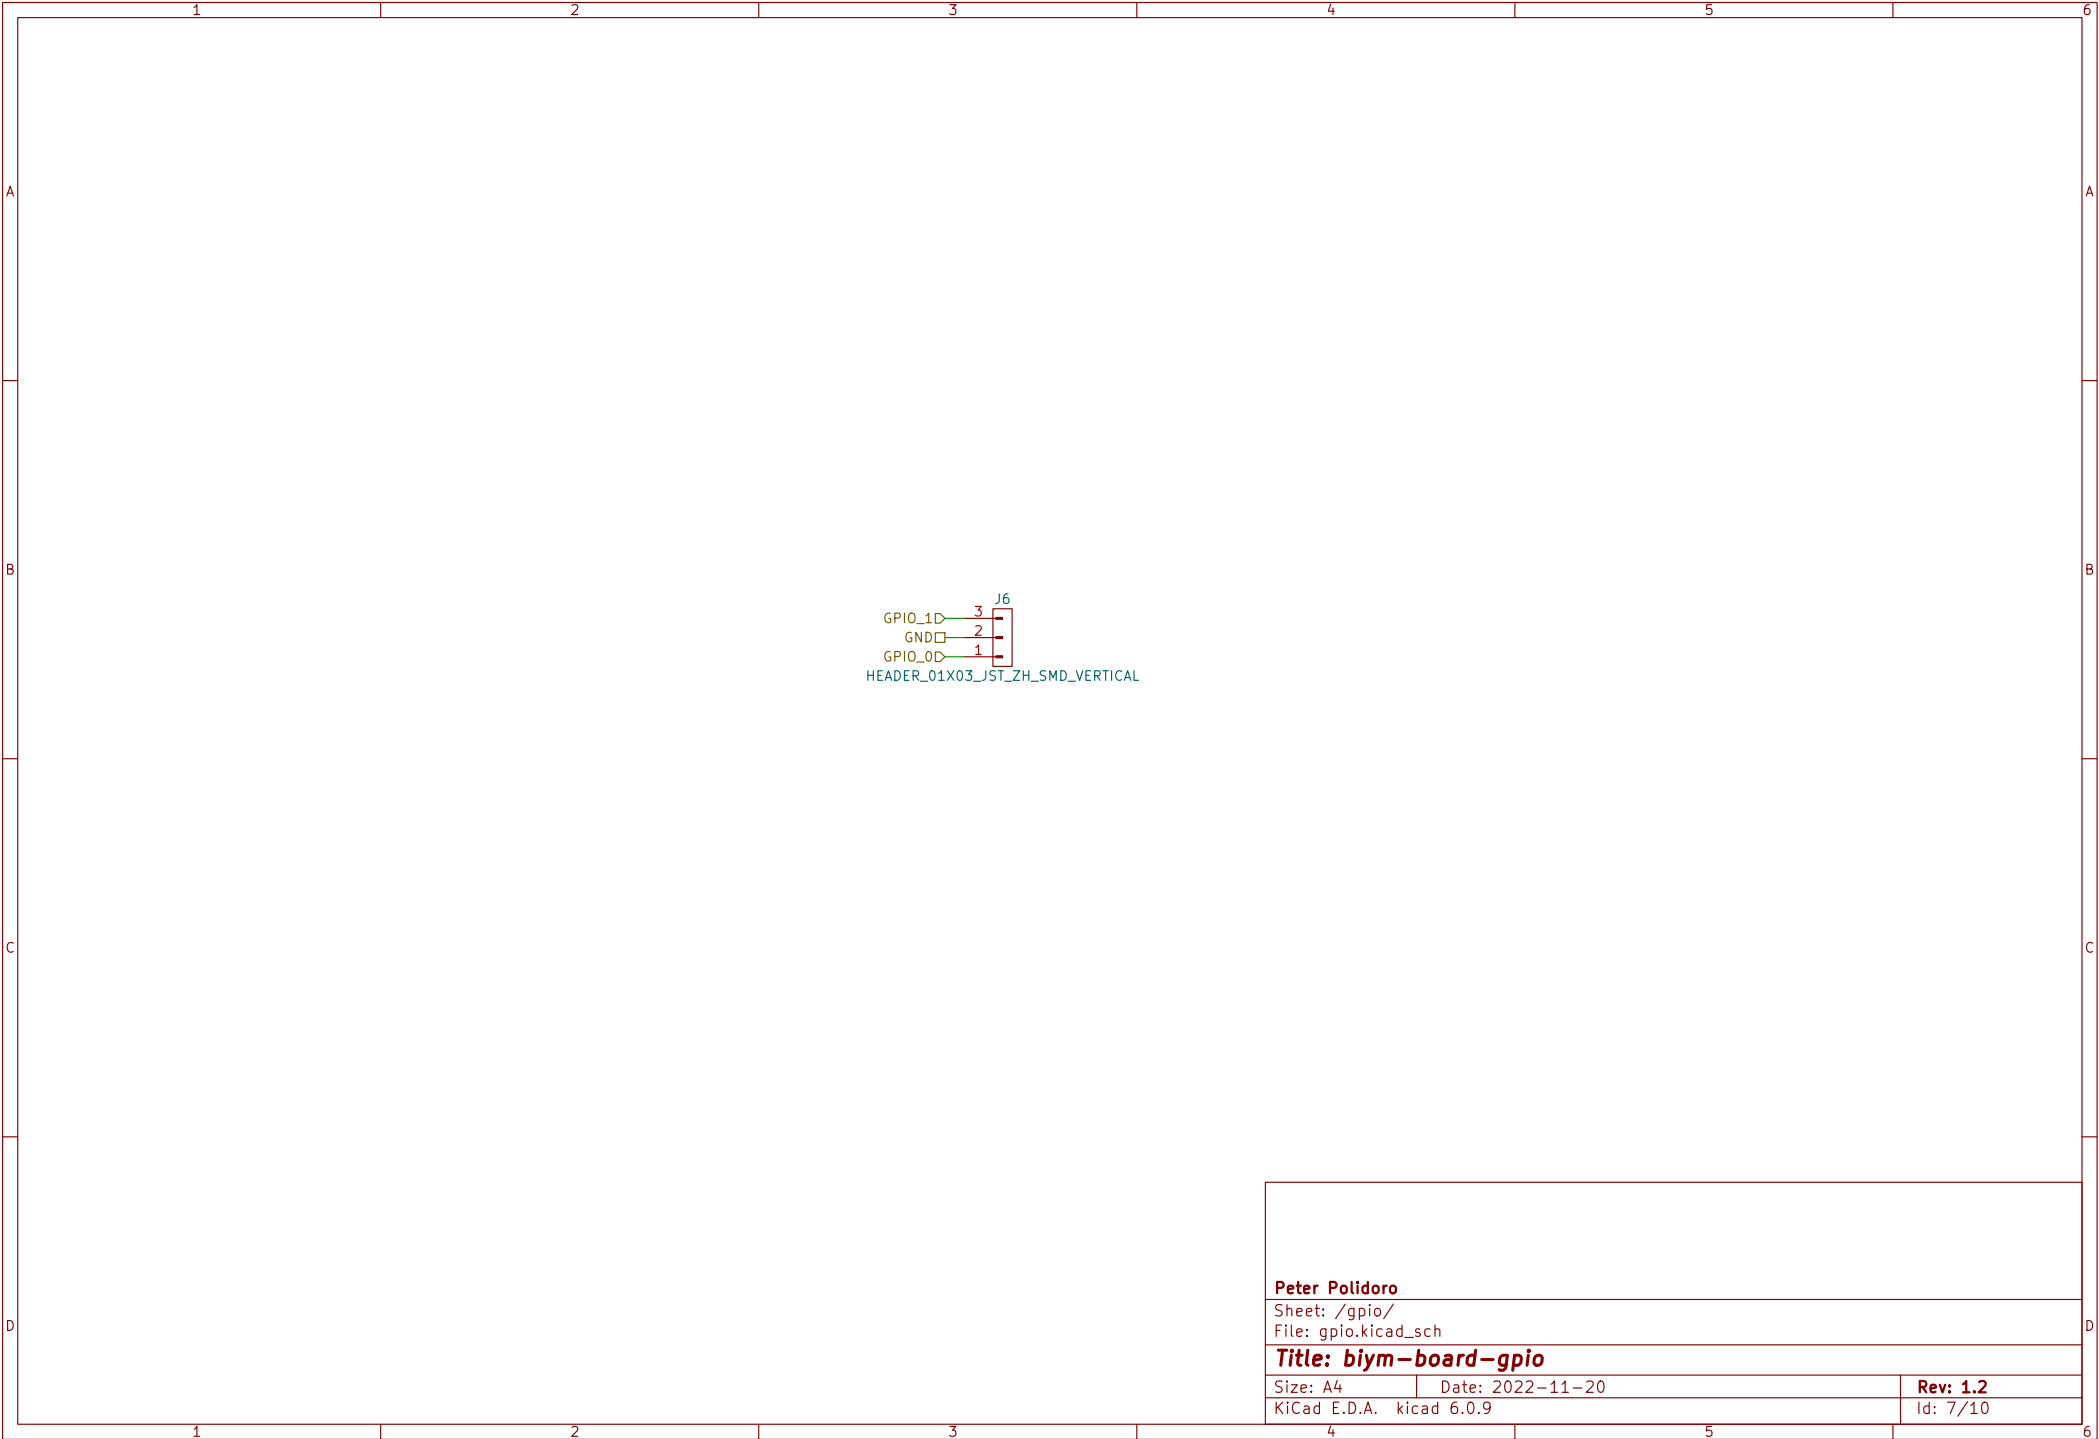 1 2 3 4 5 6
A A
B B
J6
GPIO_1 3
GND 2
GPIO_0 1
HEADER_01X03_JST_ZH_SMD_VERTICAL
C C
Peter Polidoro
Sheet: /gpio/
File: gpio.kicad_sch
D D
Title: biym-board-gpio
Size: A4 Date: 2022-11-20 Rev: 1.2
KiCad E.D.A. kicad 6.0.9 Id: 7/10
1 2 3 4 5 6